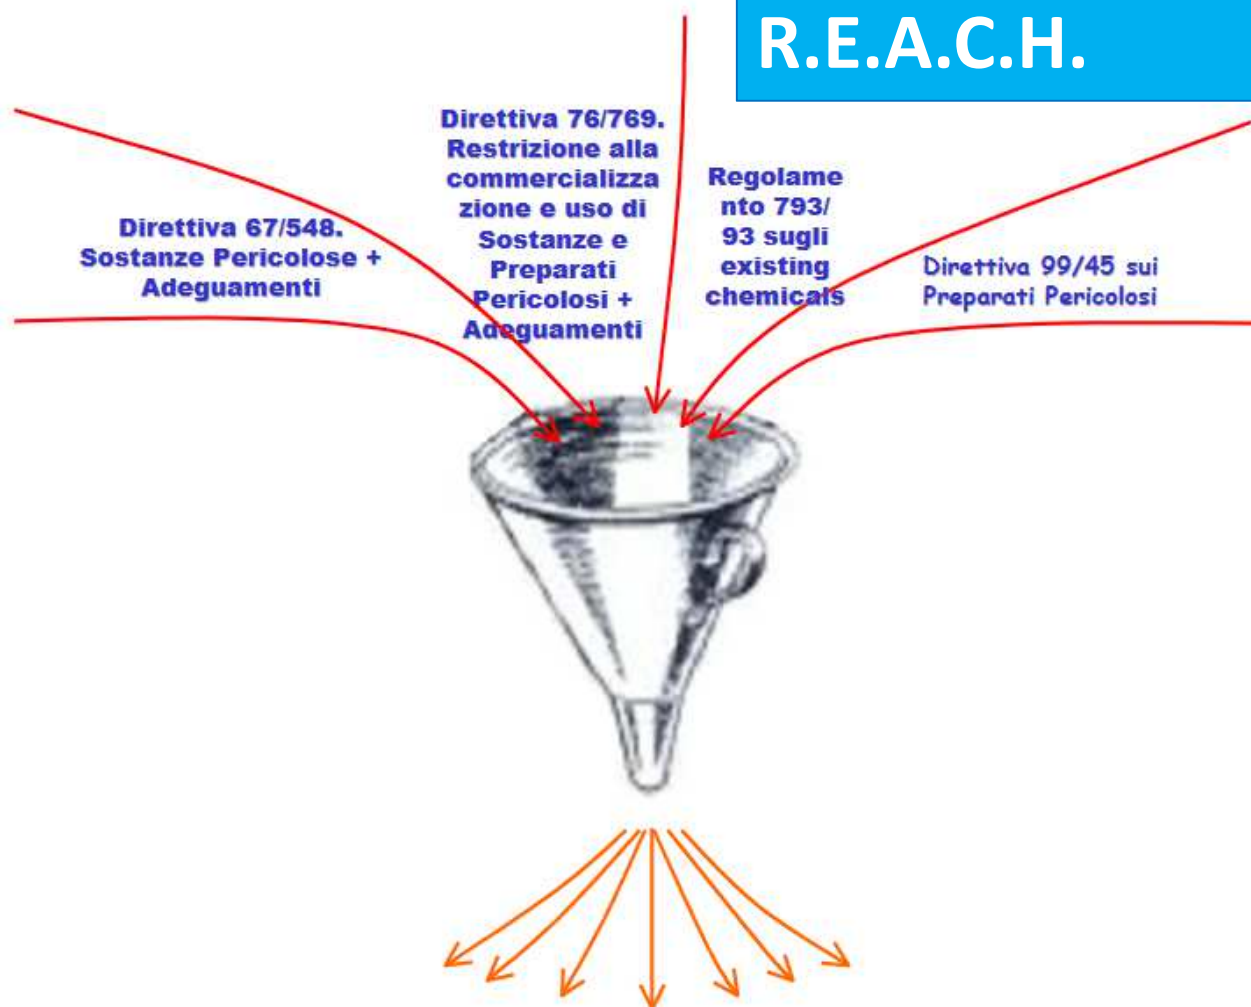 R.E.A.C.H.
Direttiva 67/548.
Sostanze Pericolose +
Adeguamenti
Direttiva 76/769.
Restrizione alla
commercializza
zione e uso di
Sostanze e
Preparati
Pericolosi +
Adeguamenti
Regolame
nto 793/
93 sugli
existing
chemicals
Direttiva 99/45 sui
Preparati Pericolosi